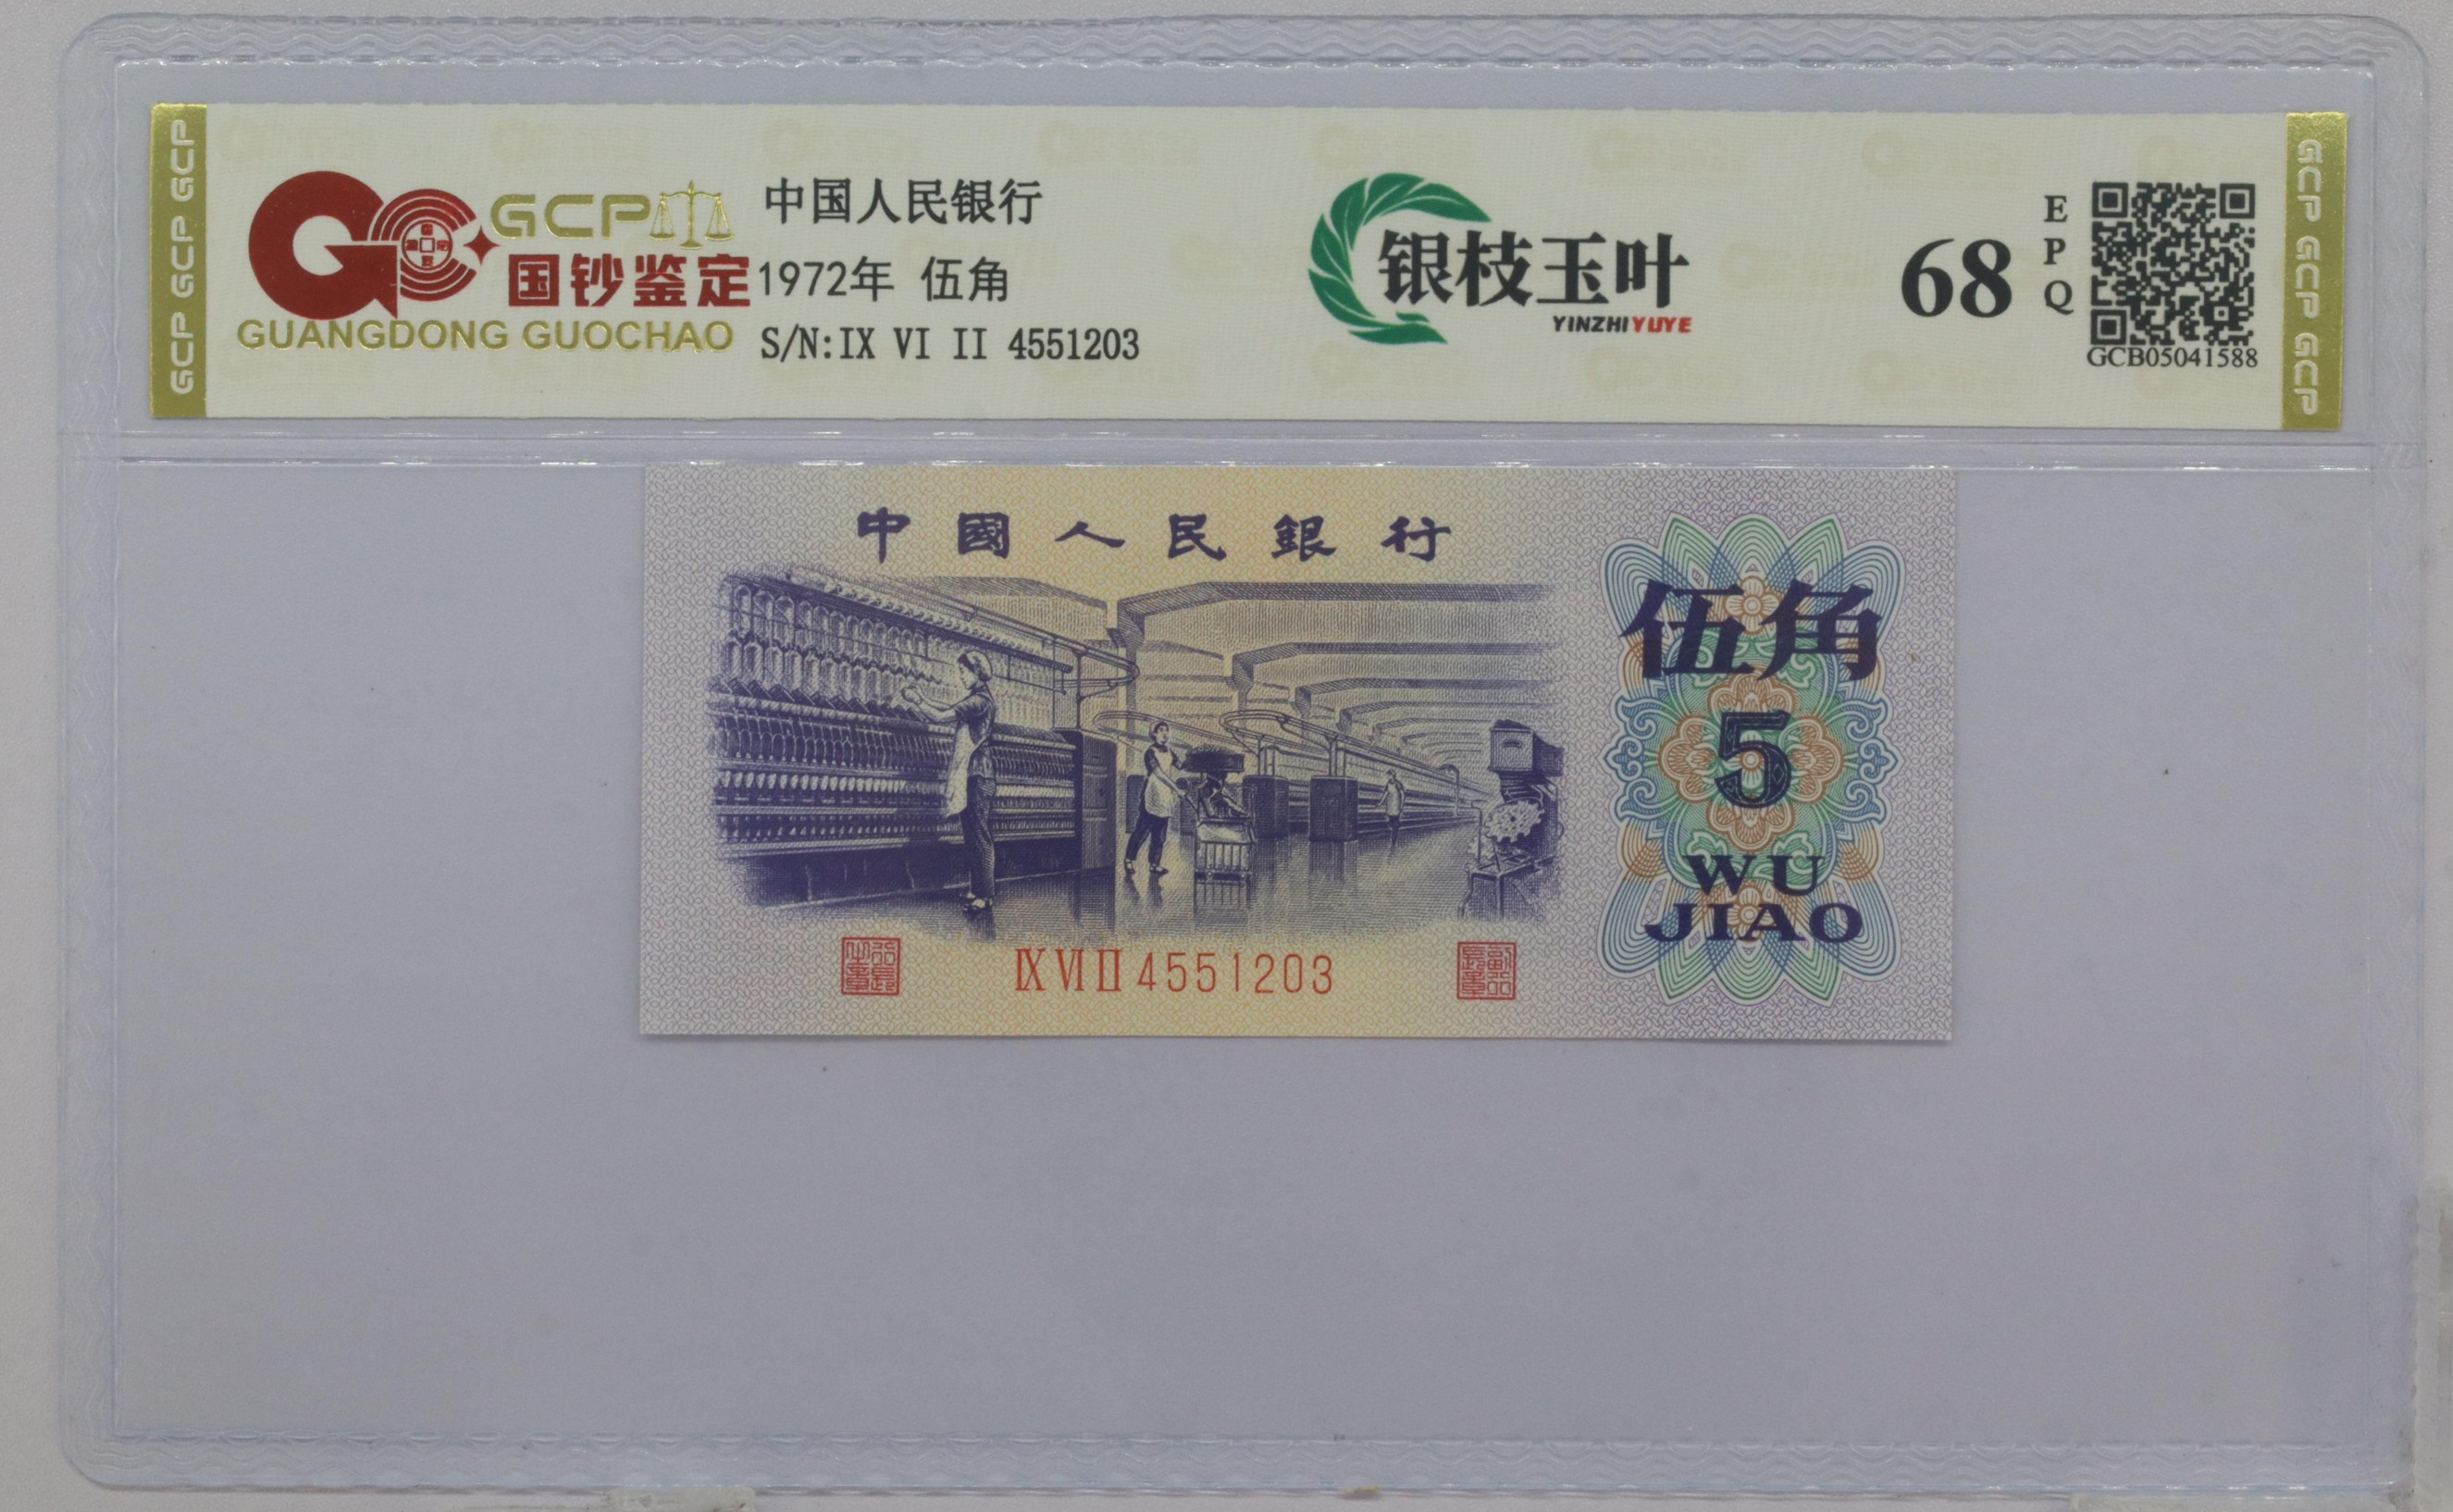 GCP GCP GCP
GCP
国钞鉴定
GUANGDONG GUOCHAO
中国人民银行
1972年 伍角
S/N:IX VI II 4551203
银枝玉叶
YINZHIYUYE
68
EPQ
GCB05041588
GCP GCP GCP
中國人民銀行
伍角
5
WU
JIAO
IX VI II 4551203